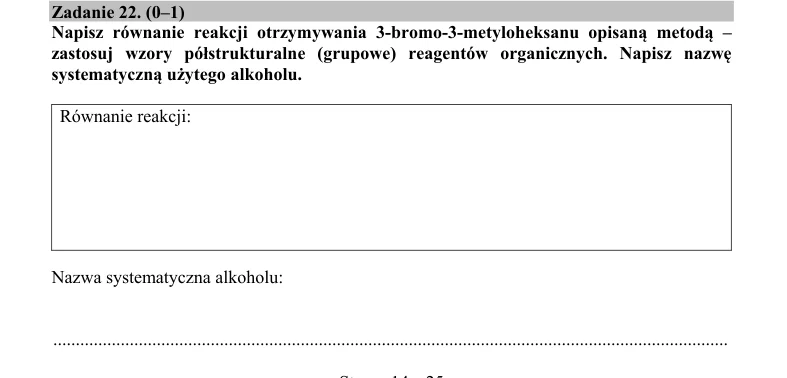 Zadanie 22. (0–1)
Napisz równanie reakcji otrzymywania 3-bromo-3-metyloheksanu opisaną metodą –
zastosuj wzory półstrukturalne (grupowe) reagentów organicznych. Napisz nazwę
systematyczną użytego alkoholu.
Równanie reakcji:
Nazwa systematyczna alkoholu: